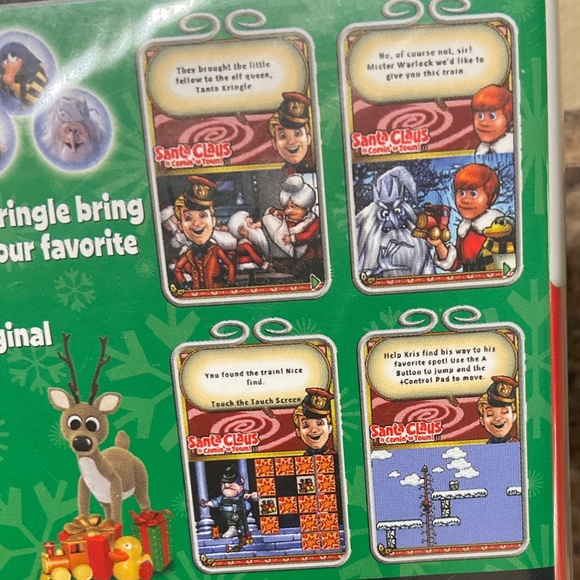 They brought the little
fellow to the elf queen,
Tanta Kringle.
Santa Claus
is Comin' to Town!
No, of course not, sir!
Mister Warlock we'd like to
give you this train.
Santa Claus
is Comin' to Town!
ringle bring
our favorite
ginal
You found the train! Nice
find.
Touch the Touch Screen
Santa Claus
is Comin' to Town!
Help Kris find his way to his
favorite spot! Use the A
Button to jump and the
+Control Pad to move.
Santa Claus
is Comin' to Town!